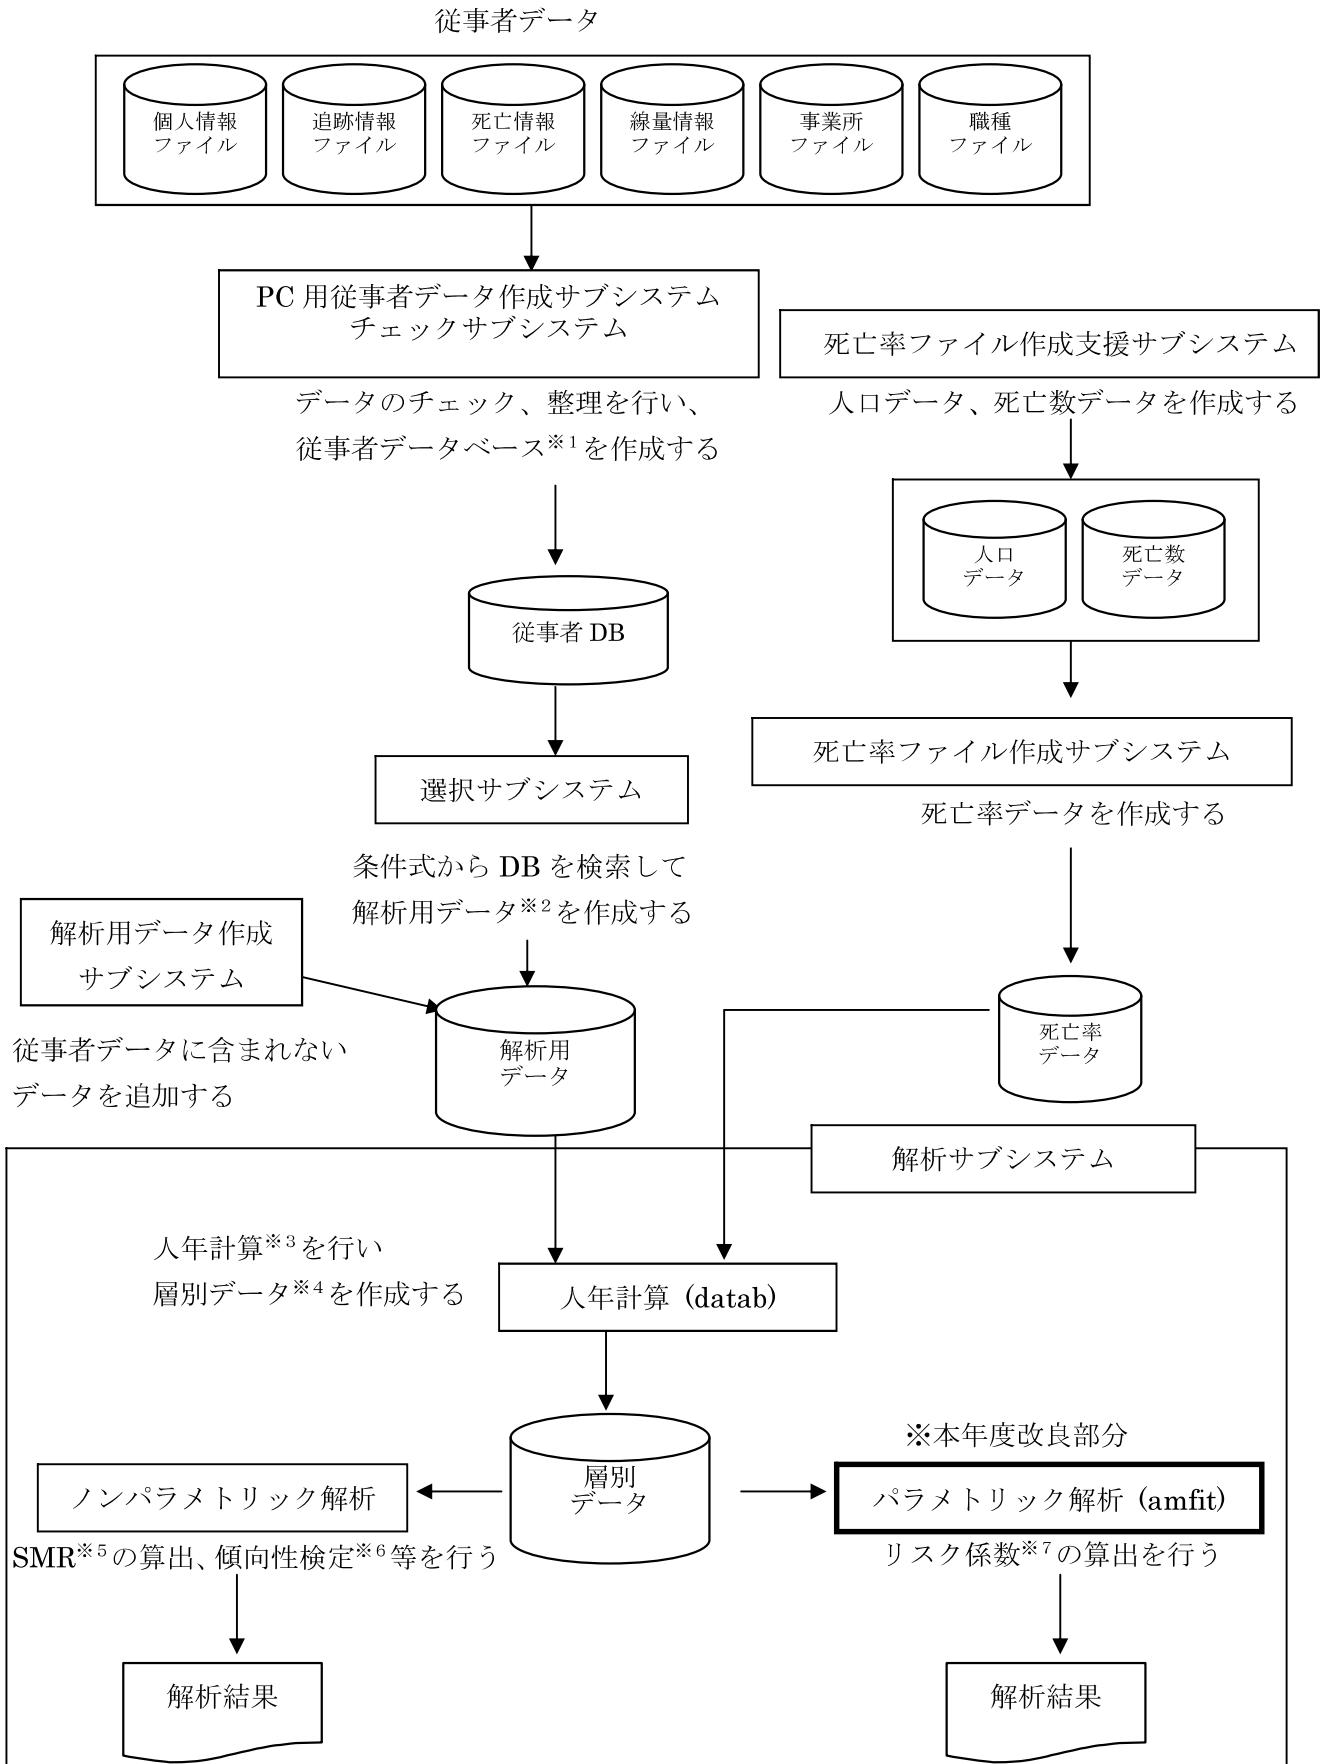 従事者データ
個人情報
ファイル
追跡情報
ファイル
死亡情報
ファイル
線量情報
ファイル
事業所
ファイル
職種
ファイル
PC 用従事者データ作成サブシステム
チェックサブシステム
データのチェック、整理を行い、
従事者データベース※1を作成する
死亡率ファイル作成支援サブシステム
人口データ、死亡数データを作成する
人口
データ
死亡数
データ
従事者 DB
死亡率ファイル作成サブシステム
死亡率データを作成する
選択サブシステム
条件式から DB を検索して
解析用データ※2を作成する
解析用データ作成
サブシステム
従事者データに含まれない
データを追加する
解析用
データ
死亡率
データ
解析サブシステム
人年計算※3を行い
層別データ※4を作成する
人年計算 (datab)
層別
データ
ノンパラメトリック解析
SMR※5の算出、傾向性検定※6等を行う
※本年度改良部分
パラメトリック解析 (amfit)
リスク係数※7の算出を行う
解析結果
解析結果